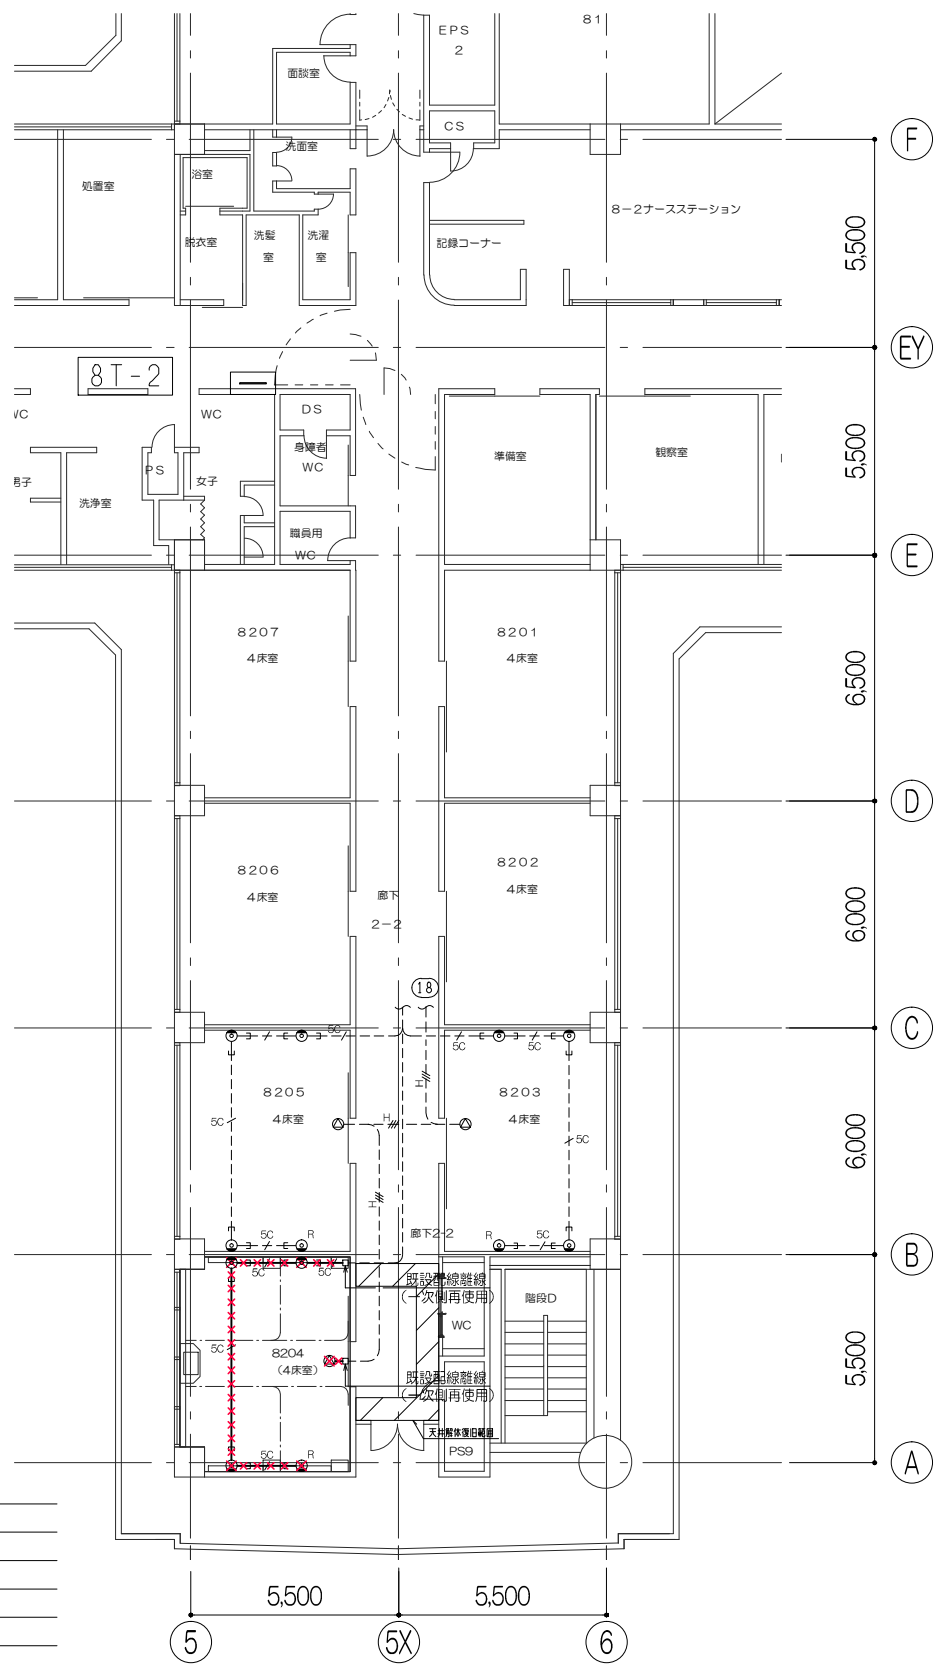 81
EPS
2
面談室
CS
F
洗面室
浴室
処置室
8-2ナースステーション
5,500
脱衣室
洗髪
室
洗濯
室
記録コーナー
EY
8T-2
DS
WC
WC
身障者
WC
準備室
観察室
5,500
PS
男子
女子
洗浄室
職員用
WC
E
8207
4床室
8201
4床室
6,500
D
8206
4床室
8202
4床室
廊下
2-2
6,000
18
C
5C
5C
5C
8205
4床室
8203
4床室
H
5C
H
5C
6,000
H
5C
R
廊下2-2
R
5C
B
5C
5C
既設配線離線
(一次側再使用)
階段D
WC
5C
8204
(4床室)
5,500
既設配線離線
(一次側再使用)
天井解体復旧範囲
5C
R
PS9
A
5,500
5,500
5
5X
6